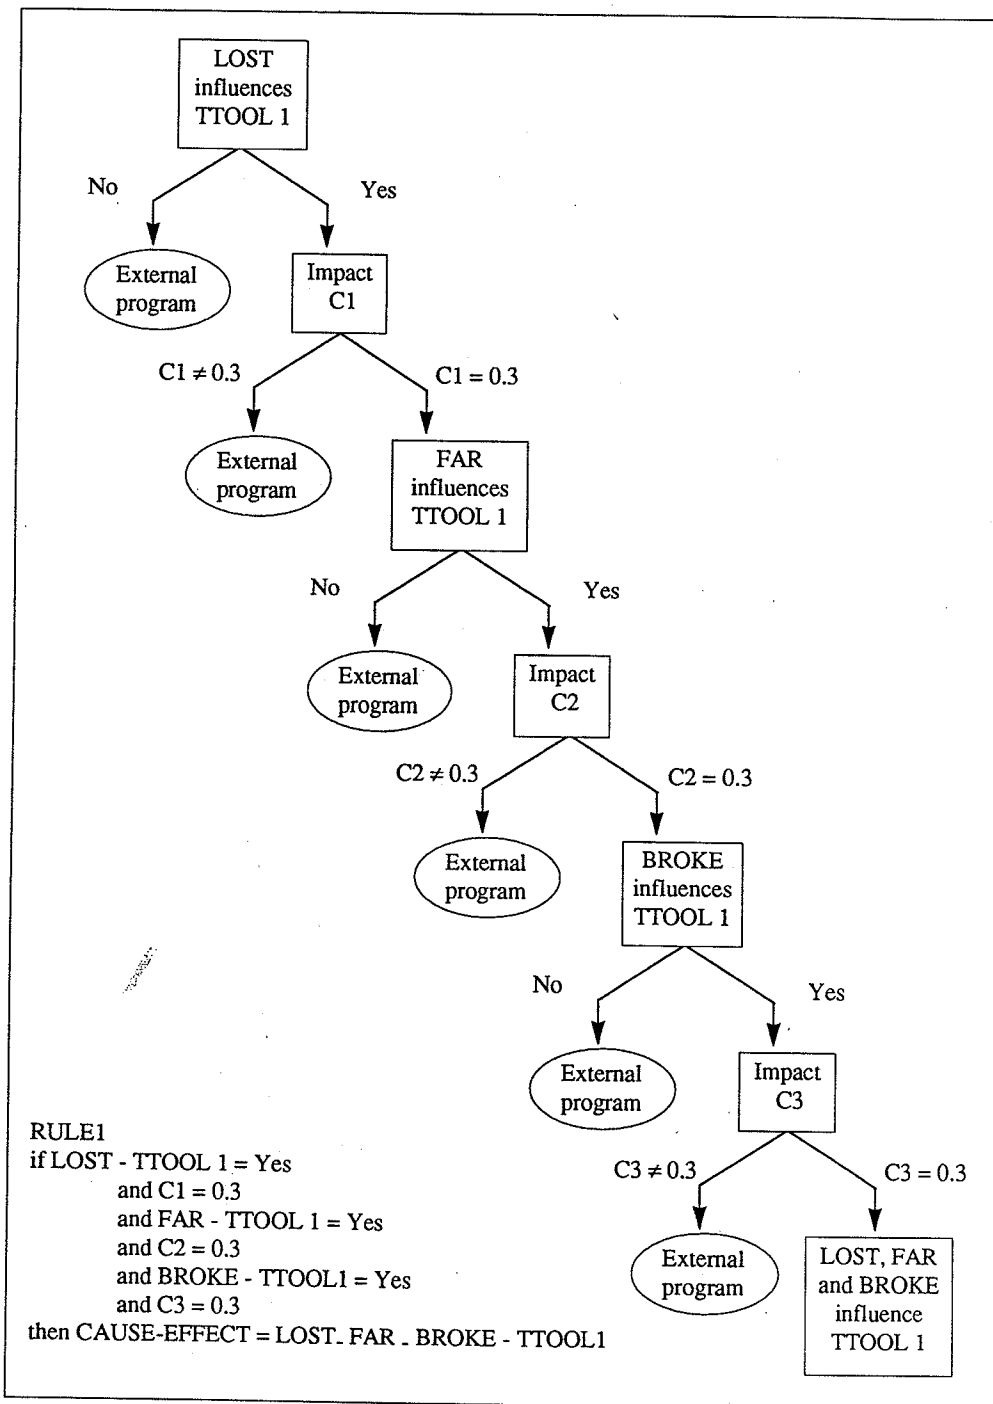 LOST
influences
TTOOL 1
No
Yes
External
program
Impact
C1
C1 ≠ 0.3
C1 = 0.3
External
program
FAR
influences
TTOOL 1
No
Yes
External
program
Impact
C2
C2 ≠ 0.3
C2 = 0.3
External
program
BROKE
influences
TTOOL 1
No
Yes
External
program
Impact
C3
C3 ≠ 0.3
C3 = 0.3
External
program
LOST, FAR
and BROKE
influence
TTOOL 1
RULE1
if LOST - TTOOL 1 = Yes
and C1 = 0.3
and FAR - TTOOL 1 = Yes
and C2 = 0.3
and BROKE - TTOOL1 = Yes
and C3 = 0.3
then CAUSE-EFFECT = LOST_ FAR _ BROKE - TTOOL1